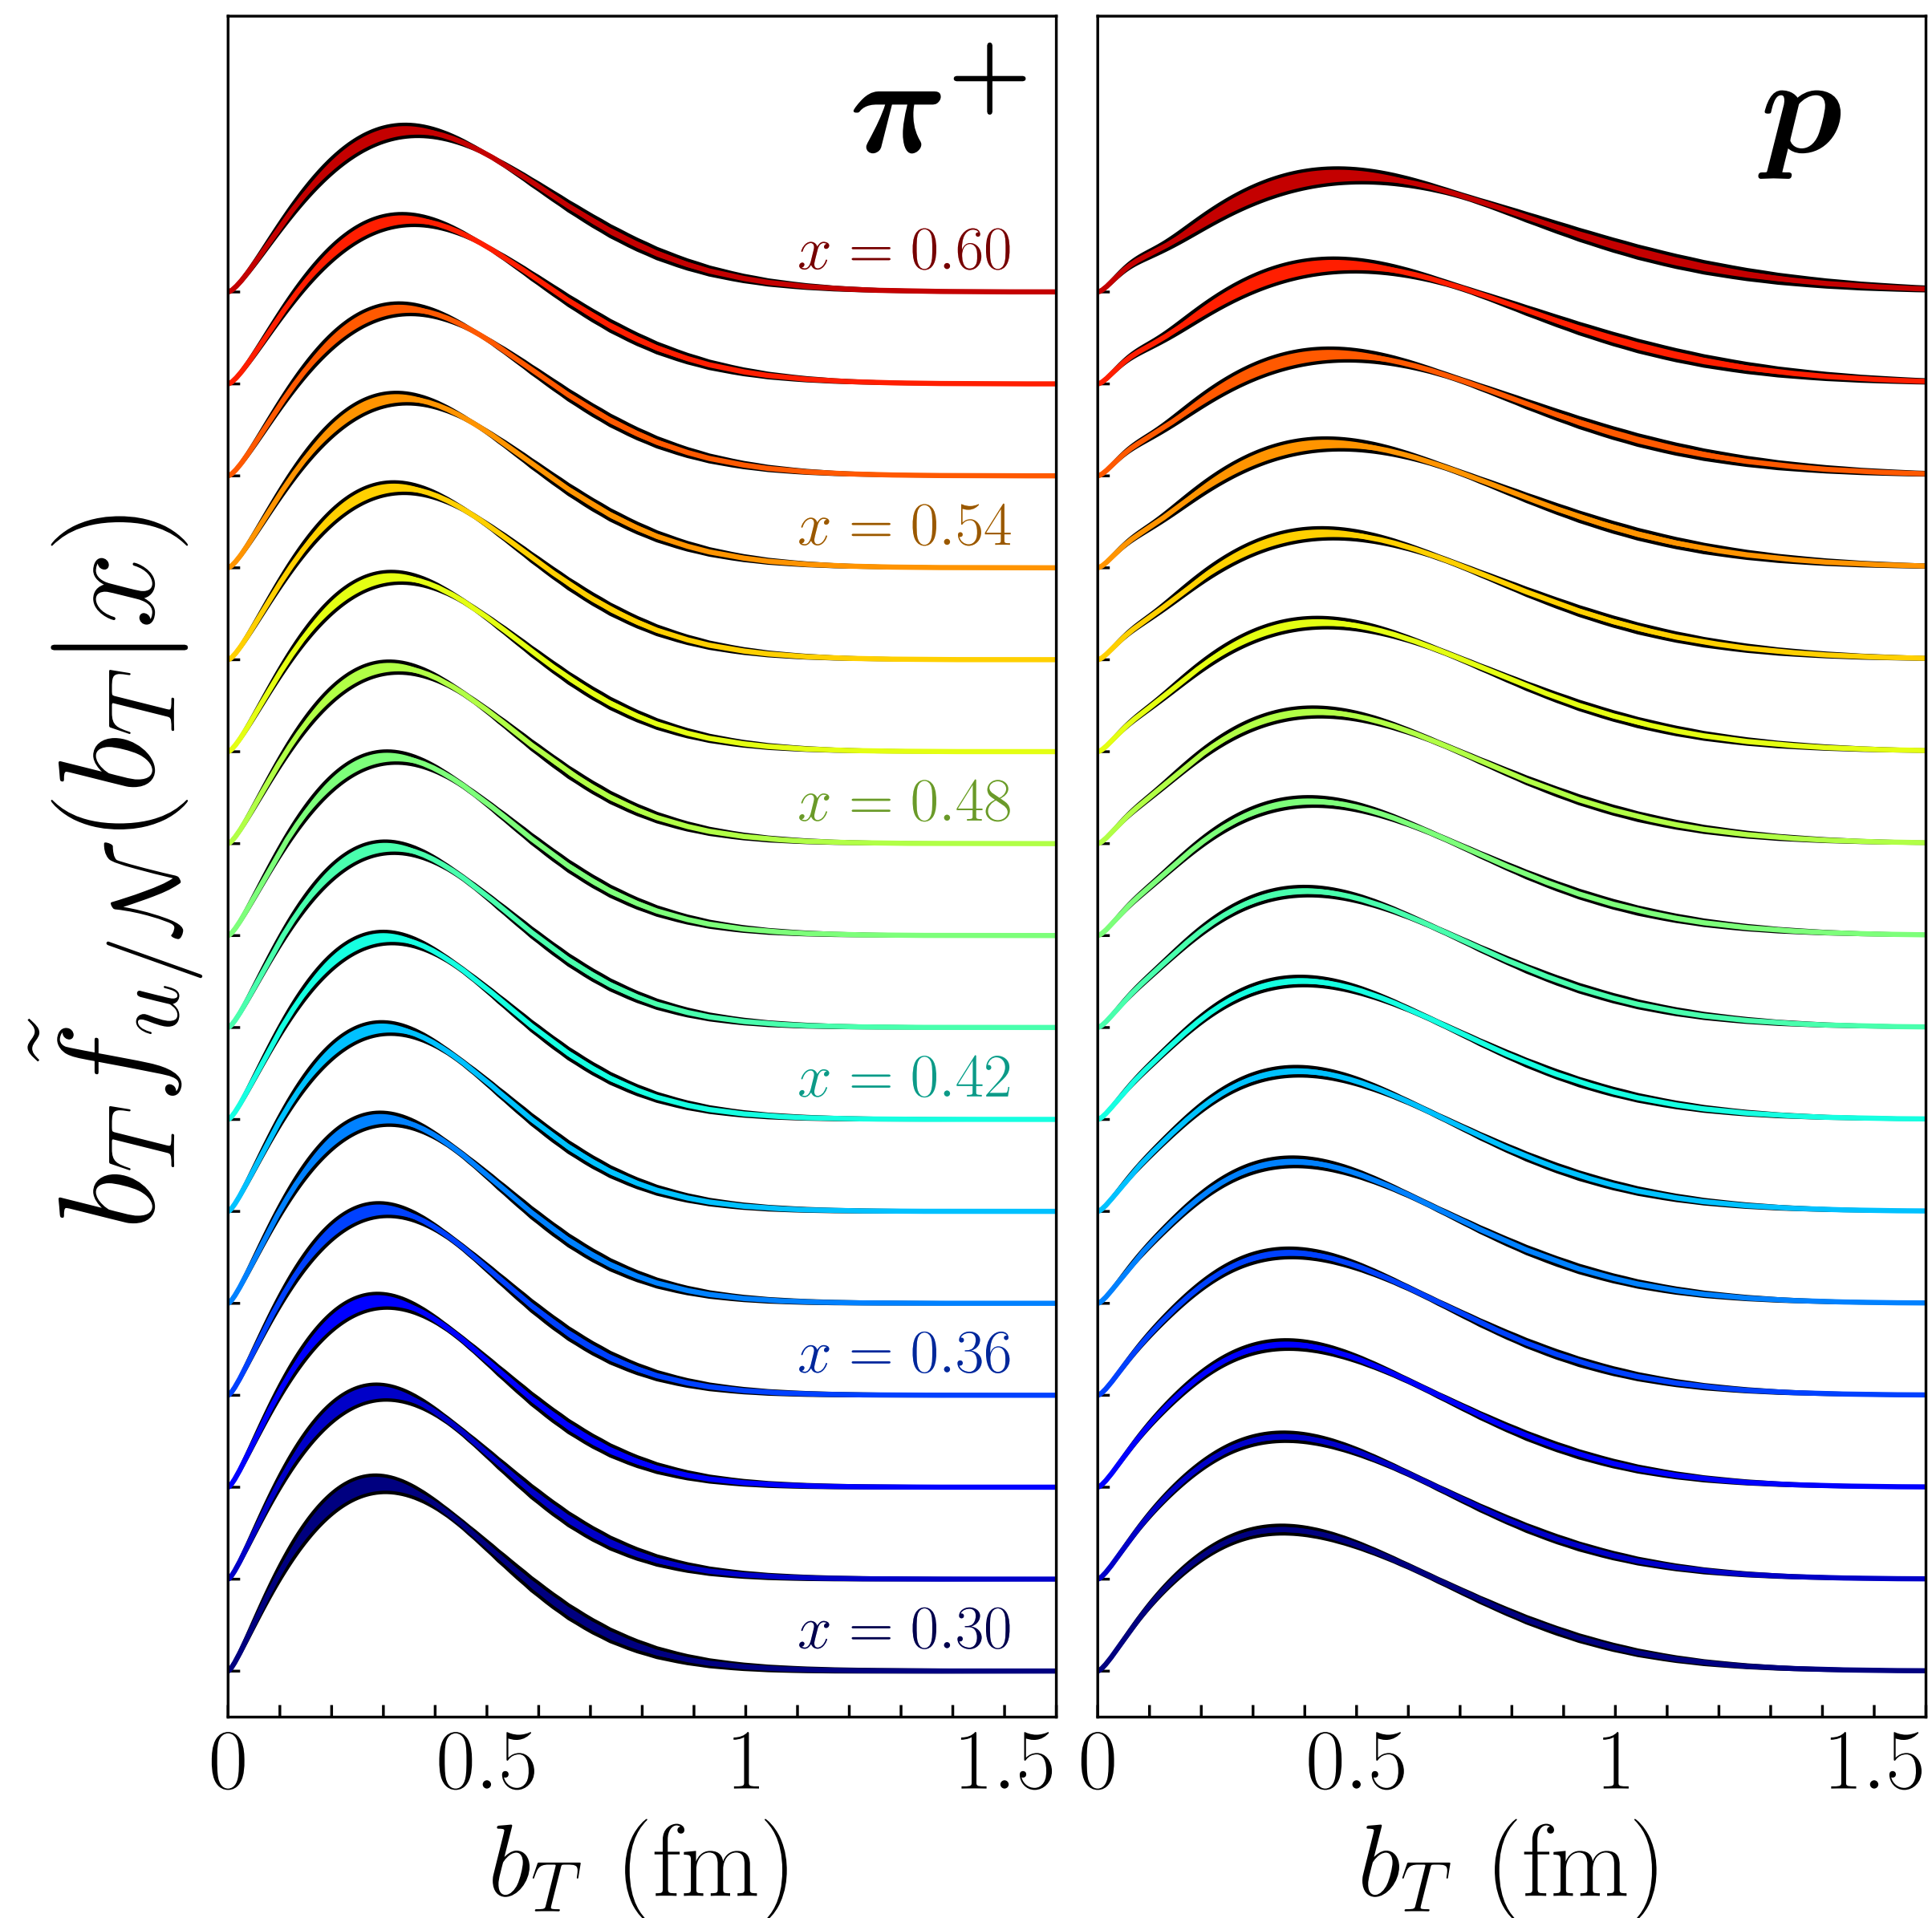 π⁺
p
x = 0.60
x = 0.54
x = 0.48
x = 0.42
x = 0.36
x = 0.30
b_T f̃_{u/𝒩}(b_T|x)
0 0.5 1 1.5
0 0.5 1 1.5
b_T (fm)
b_T (fm)